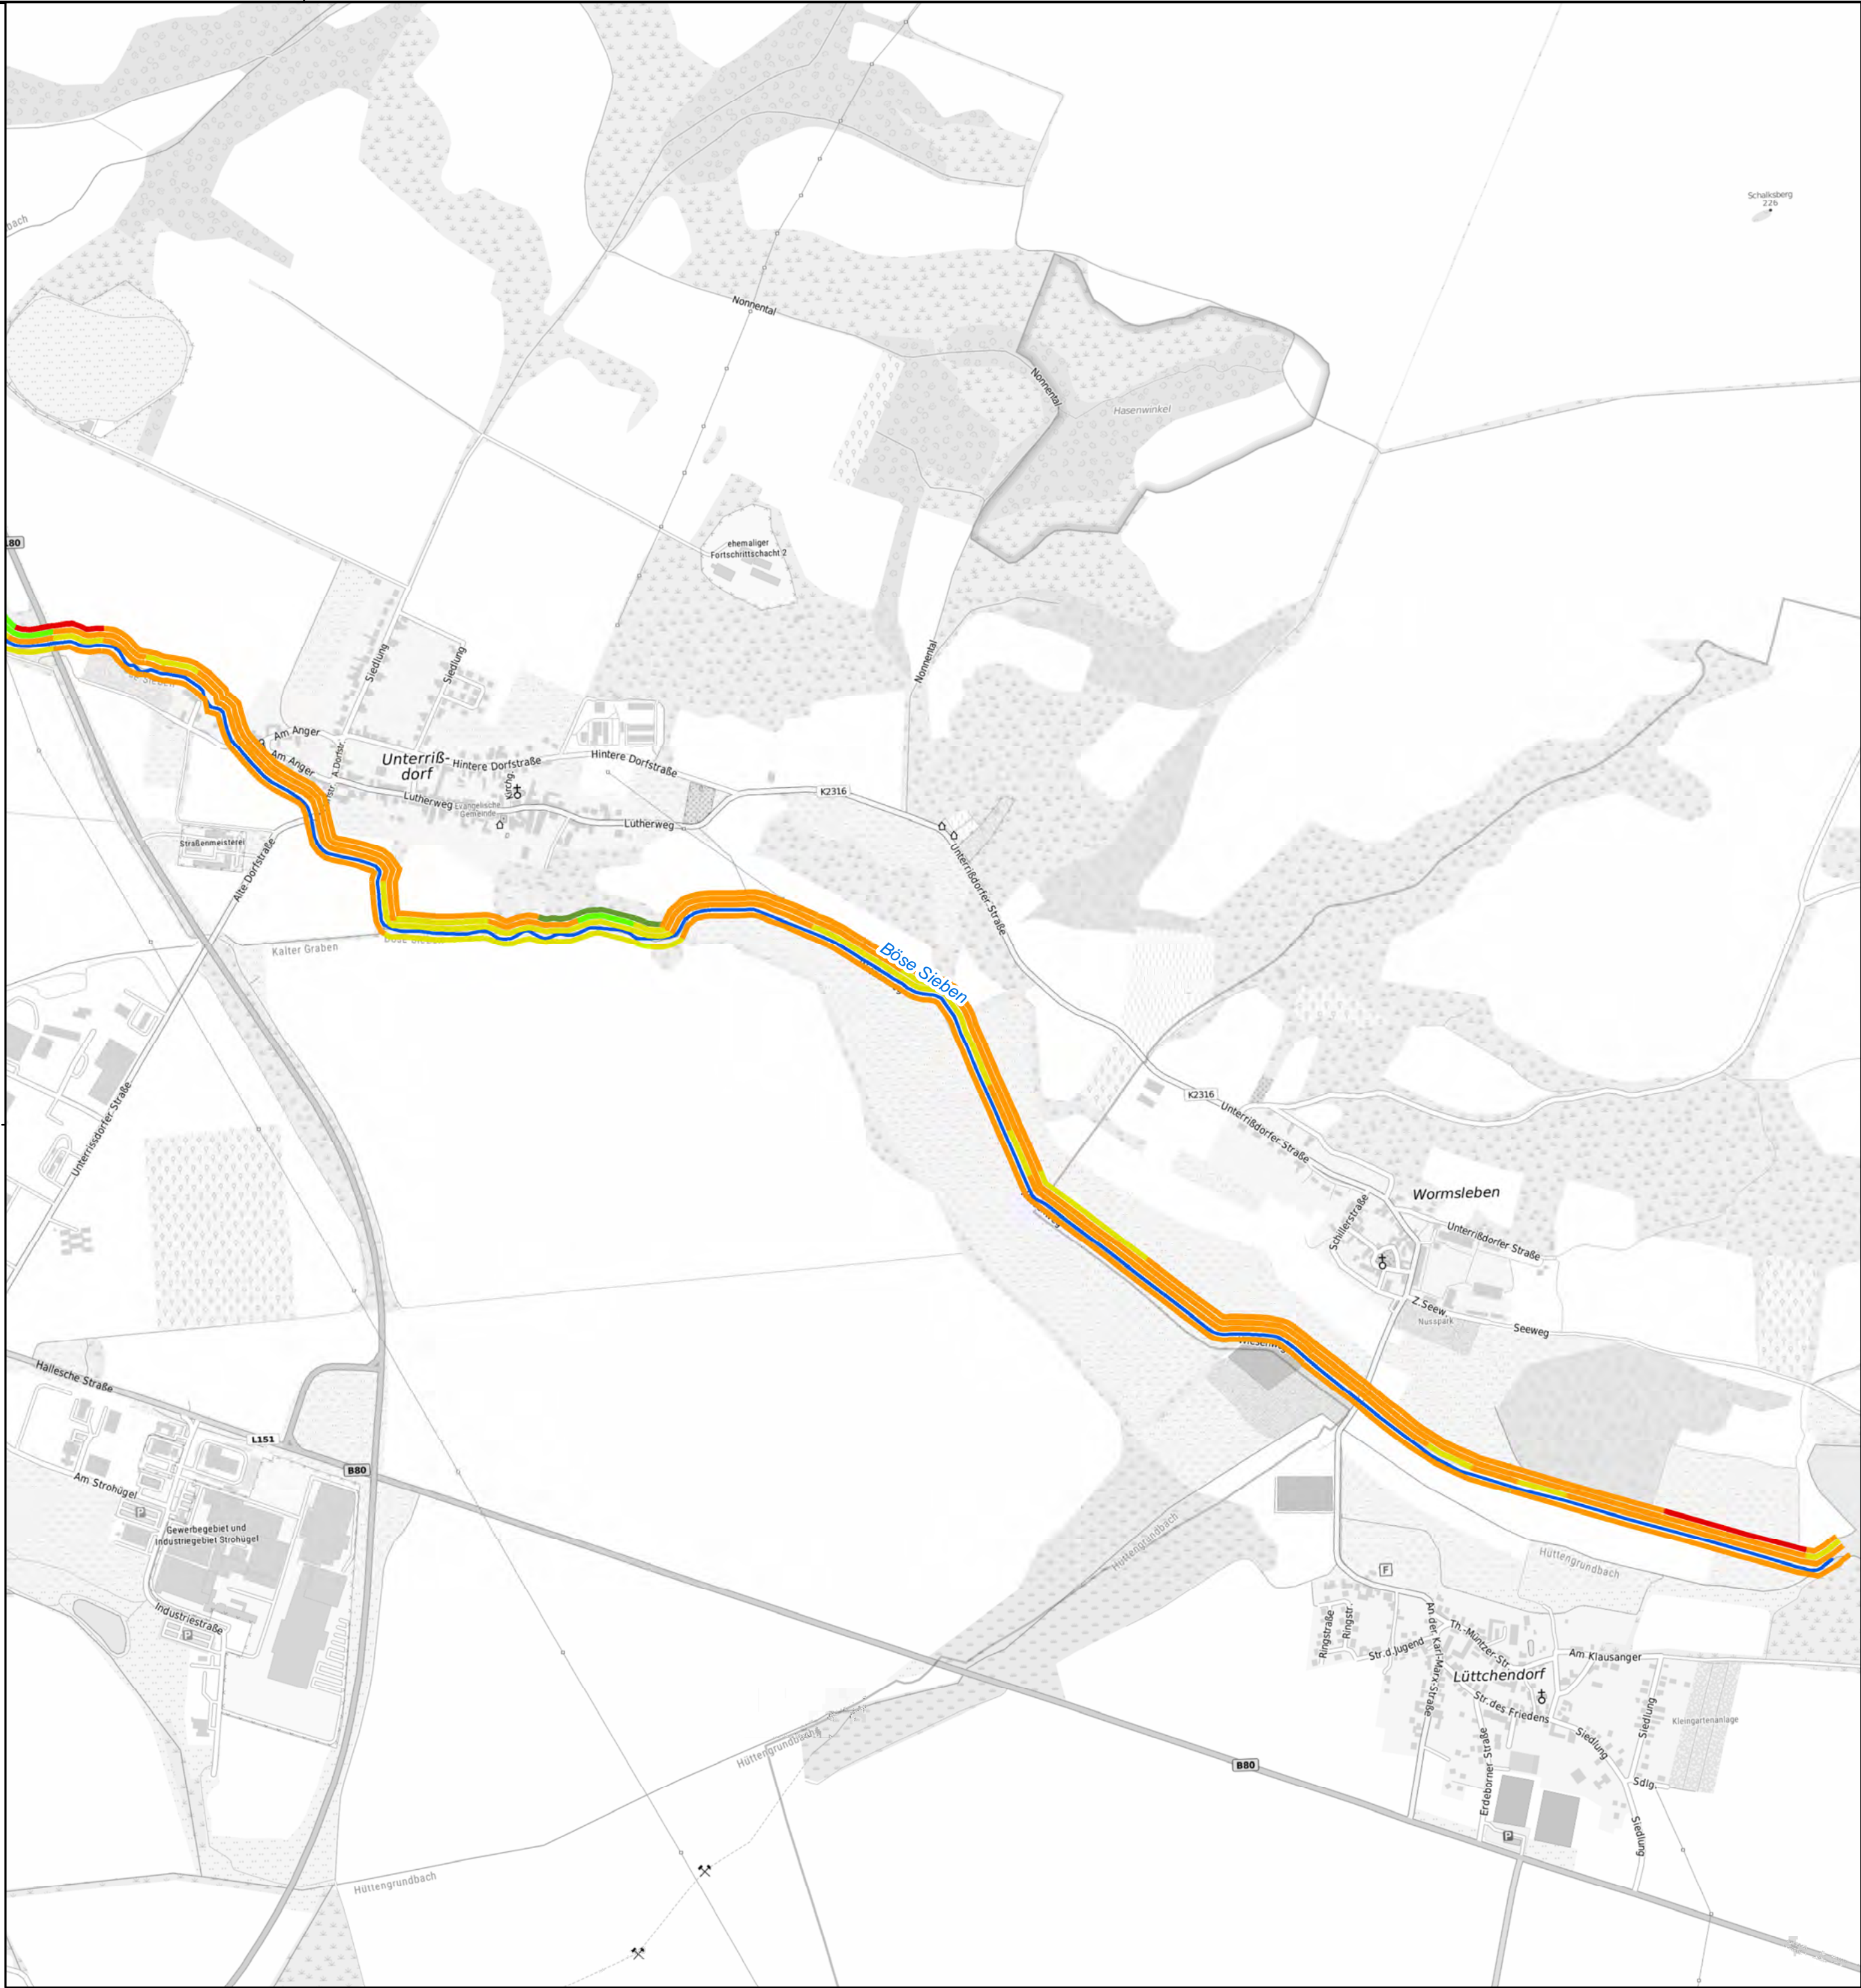 Schalksberg
226
bach
Nonnental
Nonnental
Hasenwinkel
ehemaliger
Fortschrittschacht 2
Nonnental
Siedlung
Siedlung
Am Anger
Am Anger
A.Dorfstr.
Unterriß-
dorf
Hintere Dorfstraße
Hintere Dorfstraße
Kirchg.
Lutherweg
Evangelische
Gemeinde
Lutherweg
K2316
Straßenmeisterei
Alte Dorfstraße
Unterrißdorfer Straße
Kalter Graben
Böse Sieben
Unterrissdorfer Straße
K2316
Unterrißdorfer Straße
Wormsleben
Schillerstraße
Unterrißdorfer Straße
Z.Seew.
Nusspark
Seeweg
Wiesenweg
Hallesche Straße
L151
B80
Am Strohügel
P
Gewerbegebiet und
Industriegebiet Strohügel
Industriestraße
P
Hüttengrundbach
Hüttengrundbach
F
Ringstraße
Ringstr.
Str.d.Jugend
An der Karl-Marx-Straße
Th.-Müntzer-Str.
Am Klausanger
Lüttchendorf
Str.des Friedens
Siedlung
Siedlung
Kleingartenanlage
Erdeborner Straße
Sdlg.
Siedlung
P
Hüttengrundbach
B80
Hüttengrundbach